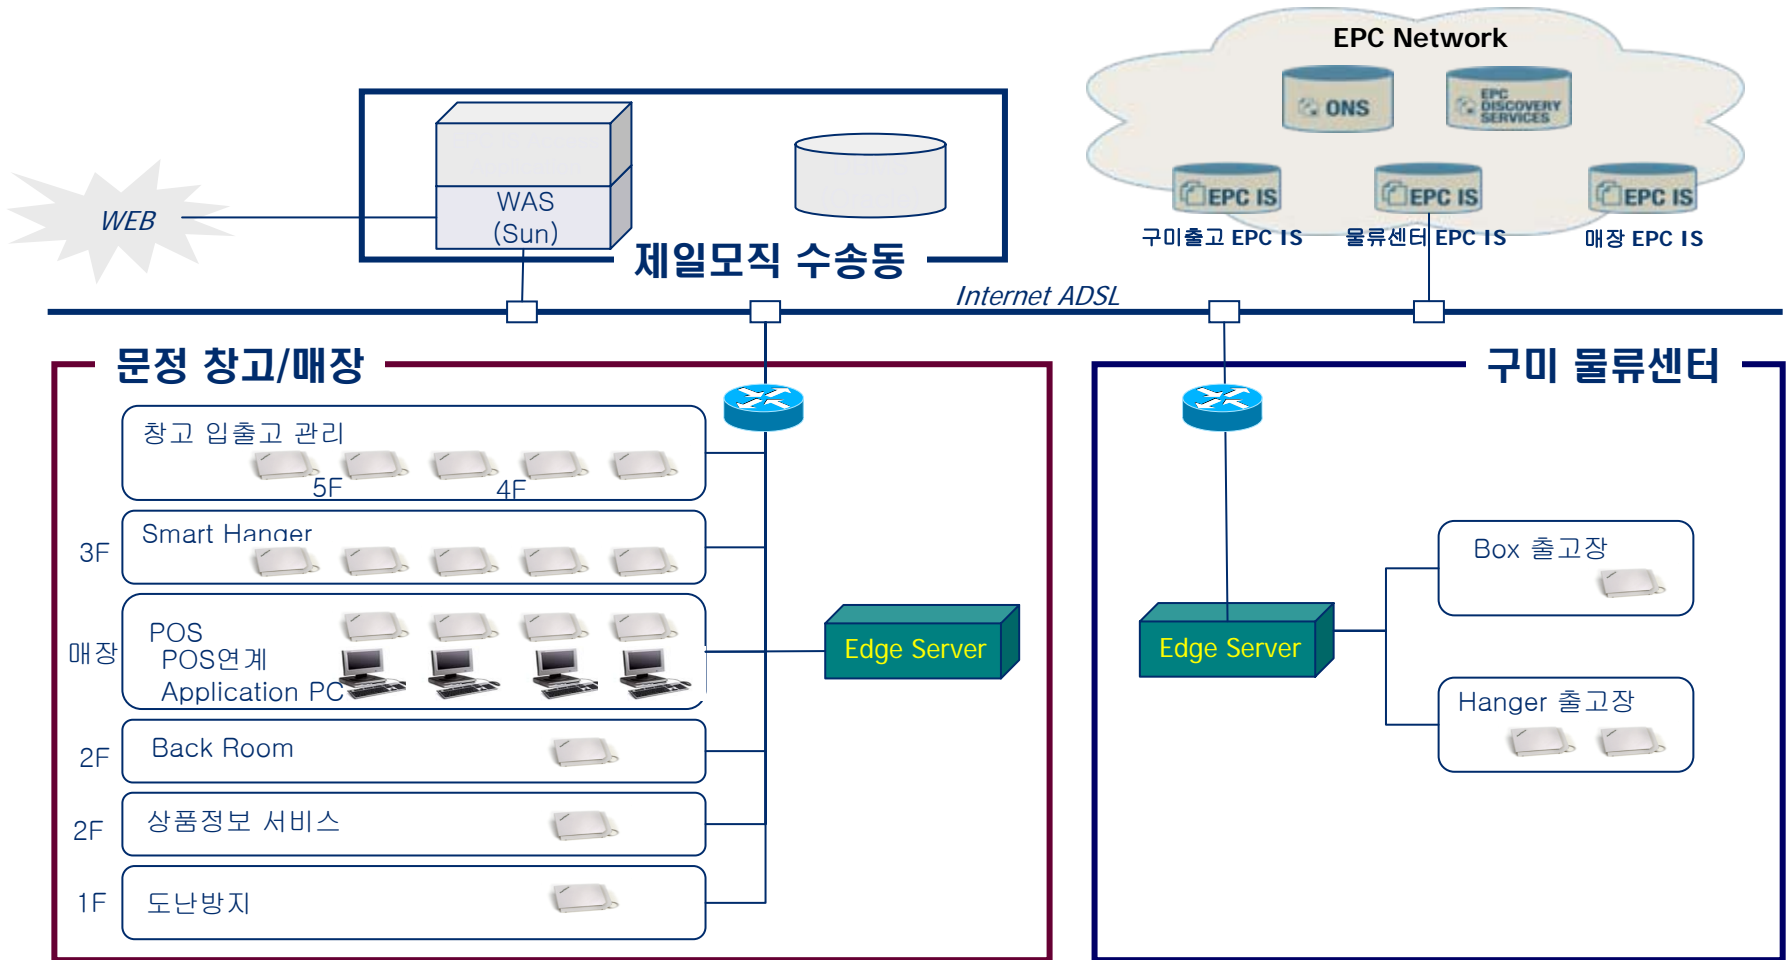 EPC Network
ONS
EPC DISCOVERY SERVICES
WAS
(Sun)
WEB
EPC IS
EPC IS
EPC IS
구미출고 EPC IS
물류센터 EPC IS
매장 EPC IS
제일모직 수송동
Internet ADSL
문정 창고/매장
구미 물류센터
창고 입출고 관리
5F
4F
3F
Smart Hanger
매장
POS
POS연계
Application PC
Edge Server
2F
Back Room
2F
상품정보 서비스
1F
도난방지
Edge Server
Box 출고장
Hanger 출고장